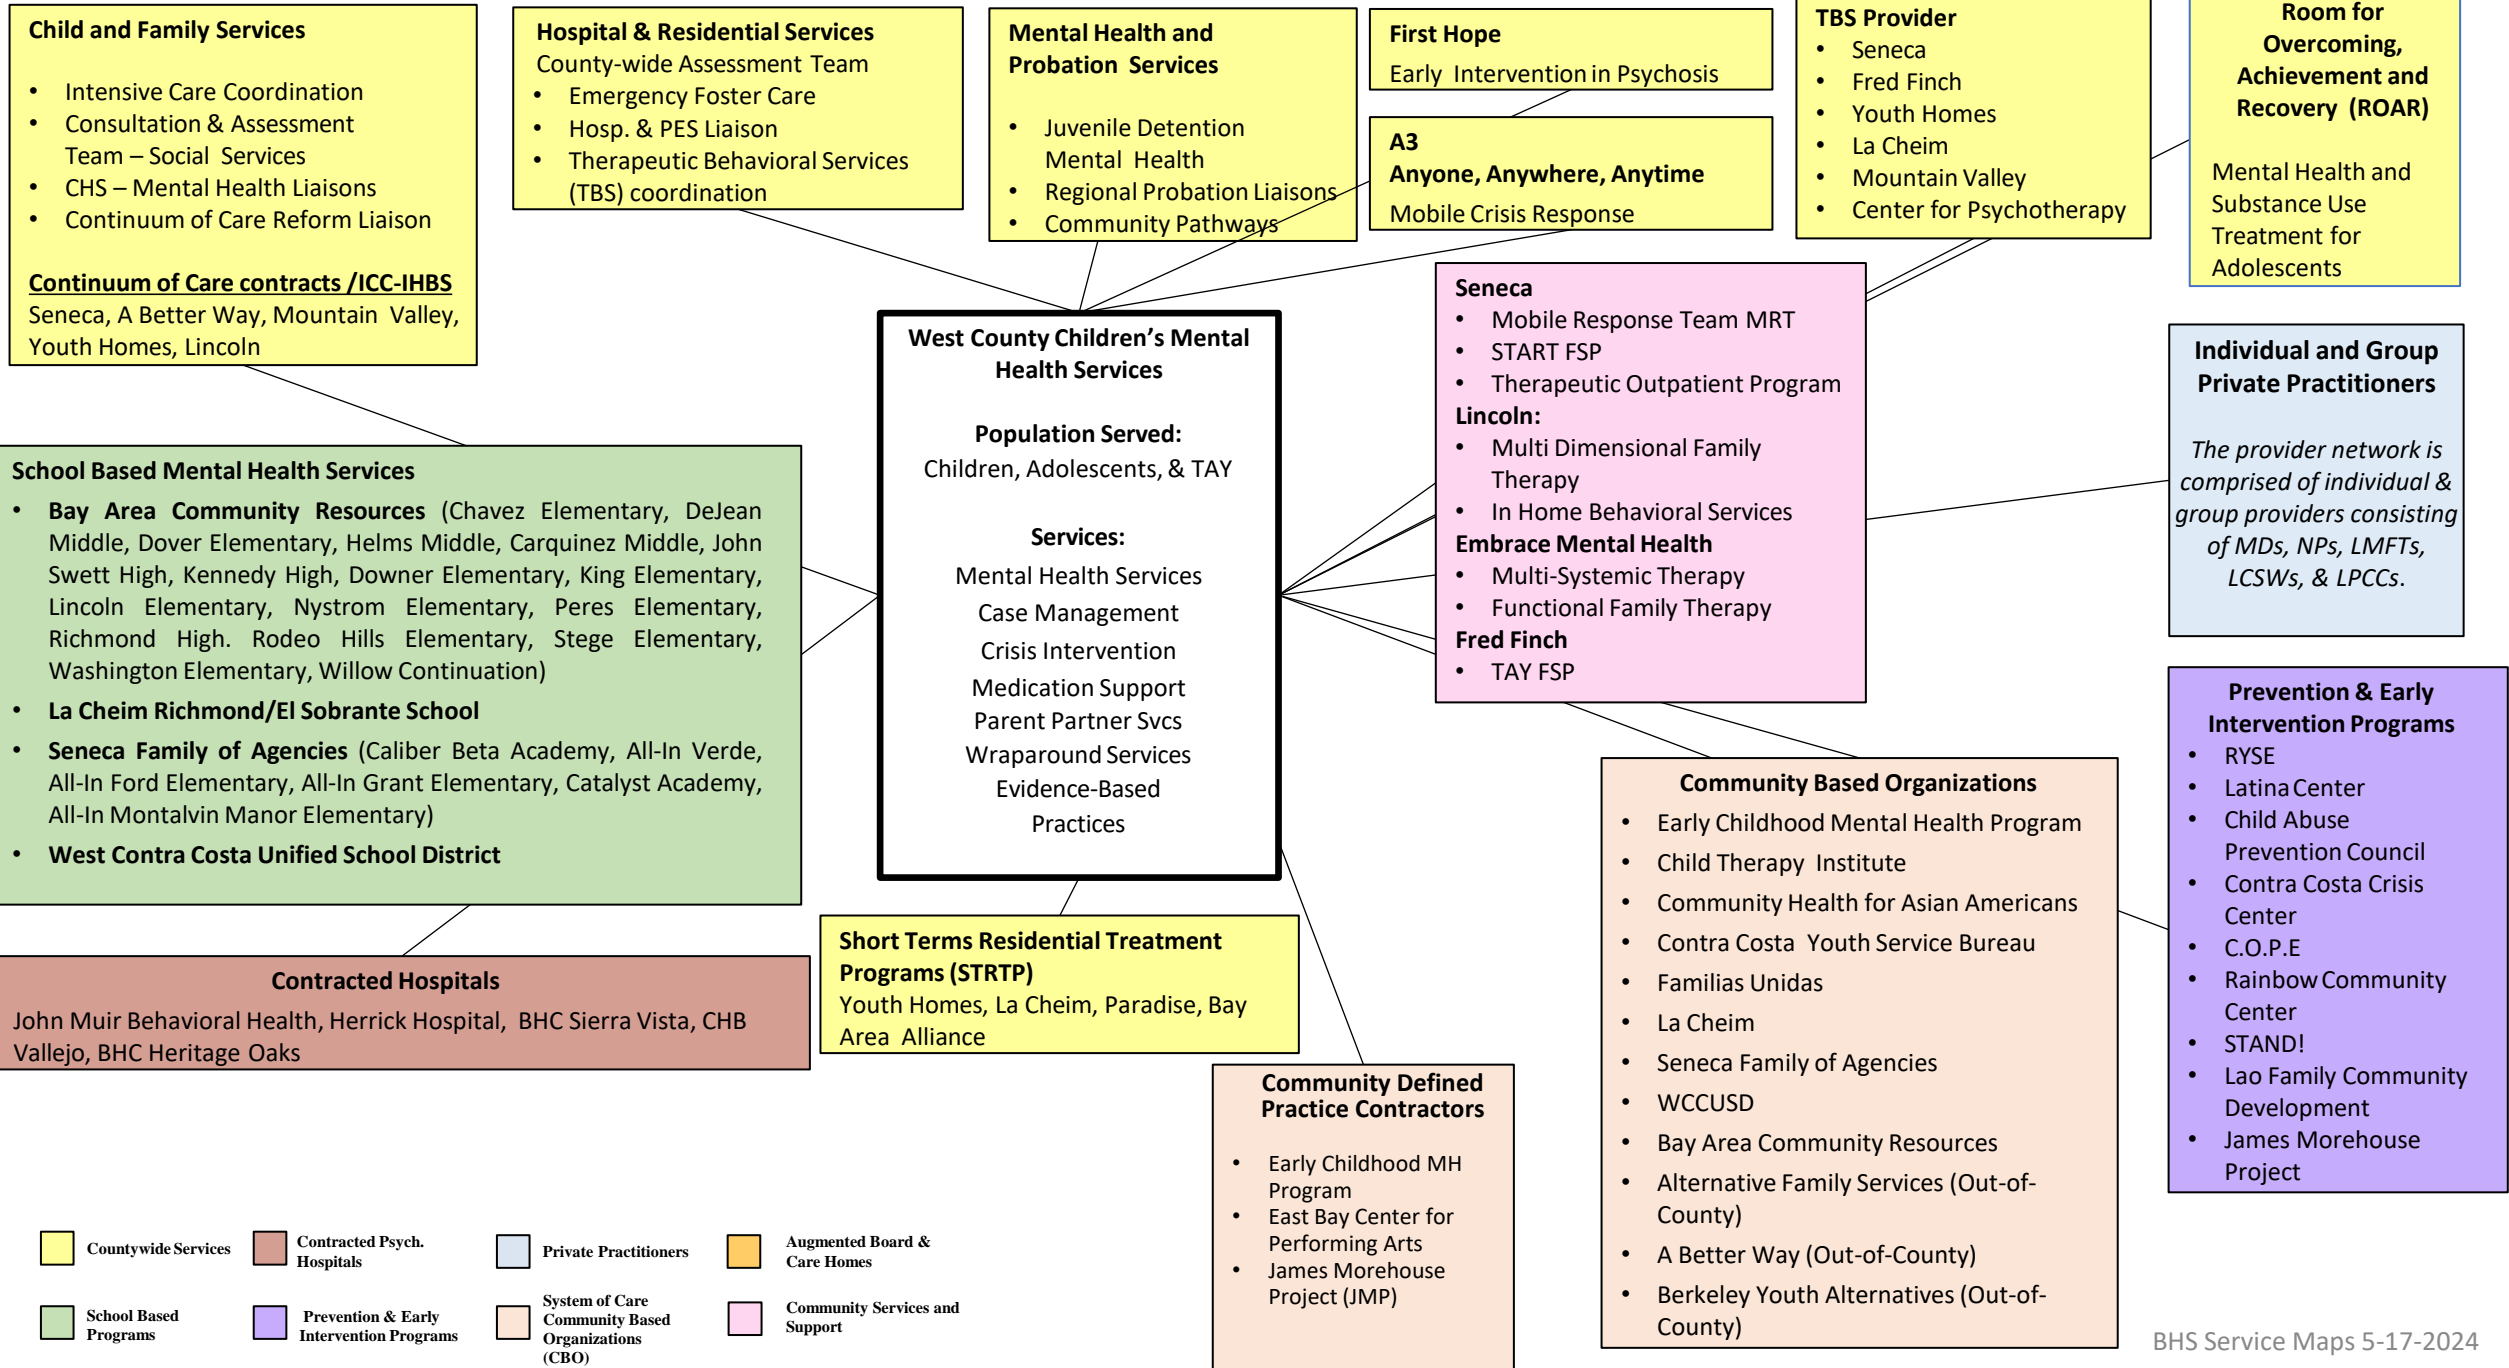 Child and Family Services
• Intensive Care Coordination
• Consultation & Assessment
Team – Social Services
• CHS – Mental Health Liaisons
• Continuum of Care Reform Liaison
Continuum of Care contracts /ICC-IHBS
Seneca, A Better Way, Mountain Valley,
Youth Homes, Lincoln
Hospital & Residential Services
County-wide Assessment Team
• Emergency Foster Care
• Hosp. & PES Liaison
• Therapeutic Behavioral Services
(TBS) coordination
Mental Health and
Probation Services
• Juvenile Detention
Mental Health
• Regional Probation Liaisons
• Community Pathways
First Hope
Early Intervention in Psychosis
A3
Anyone, Anywhere, Anytime
Mobile Crisis Response
TBS Provider
• Seneca
• Fred Finch
• Youth Homes
• La Cheim
• Mountain Valley
• Center for Psychotherapy
Room for
Overcoming,
Achievement and
Recovery (ROAR)
Mental Health and
Substance Use
Treatment for
Adolescents
School Based Mental Health Services
• Bay Area Community Resources (Chavez Elementary, DeJean
Middle, Dover Elementary, Helms Middle, Carquinez Middle, John
Swett High, Kennedy High, Downer Elementary, King Elementary,
Lincoln Elementary, Nystrom Elementary, Peres Elementary,
Richmond High. Rodeo Hills Elementary, Stege Elementary,
Washington Elementary, Willow Continuation)
• La Cheim Richmond/El Sobrante School
• Seneca Family of Agencies (Caliber Beta Academy, All-In Verde,
All-In Ford Elementary, All-In Grant Elementary, Catalyst Academy,
All-In Montalvin Manor Elementary)
• West Contra Costa Unified School District
West County Children’s Mental
Health Services
Population Served:
Children, Adolescents, & TAY
Services:
Mental Health Services
Case Management
Crisis Intervention
Medication Support
Parent Partner Svcs
Wraparound Services
Evidence-Based
Practices
Seneca
• Mobile Response Team MRT
• START FSP
• Therapeutic Outpatient Program
Lincoln:
• Multi Dimensional Family
Therapy
• In Home Behavioral Services
Embrace Mental Health
• Multi-Systemic Therapy
• Functional Family Therapy
Fred Finch
• TAY FSP
Individual and Group
Private Practitioners
The provider network is
comprised of individual &
group providers consisting
of MDs, NPs, LMFTs,
LCSWs, & LPCCs.
Prevention & Early
Intervention Programs
• RYSE
• Latina Center
• Child Abuse
Prevention Council
• Contra Costa Crisis
Center
• C.O.P.E
• Rainbow Community
Center
• STAND!
• Lao Family Community
Development
• James Morehouse
Project
Contracted Hospitals
John Muir Behavioral Health, Herrick Hospital, BHC Sierra Vista, CHB
Vallejo, BHC Heritage Oaks
Short Terms Residential Treatment
Programs (STRTP)
Youth Homes, La Cheim, Paradise, Bay
Area Alliance
Community Defined
Practice Contractors
• Early Childhood MH
Program
• East Bay Center for
Performing Arts
• James Morehouse
Project (JMP)
Community Based Organizations
• Early Childhood Mental Health Program
• Child Therapy Institute
• Community Health for Asian Americans
• Contra Costa Youth Service Bureau
• Familias Unidas
• La Cheim
• Seneca Family of Agencies
• WCCUSD
• Bay Area Community Resources
• Alternative Family Services (Out-of-
County)
• A Better Way (Out-of-County)
• Berkeley Youth Alternatives (Out-of-
County)
Countywide Services
Contracted Psych.
Hospitals
Private Practitioners
Augmented Board &
Care Homes
School Based
Programs
Prevention & Early
Intervention Programs
System of Care
Community Based
Organizations
(CBO)
Community Services and
Support
BHS Service Maps 5-17-2024